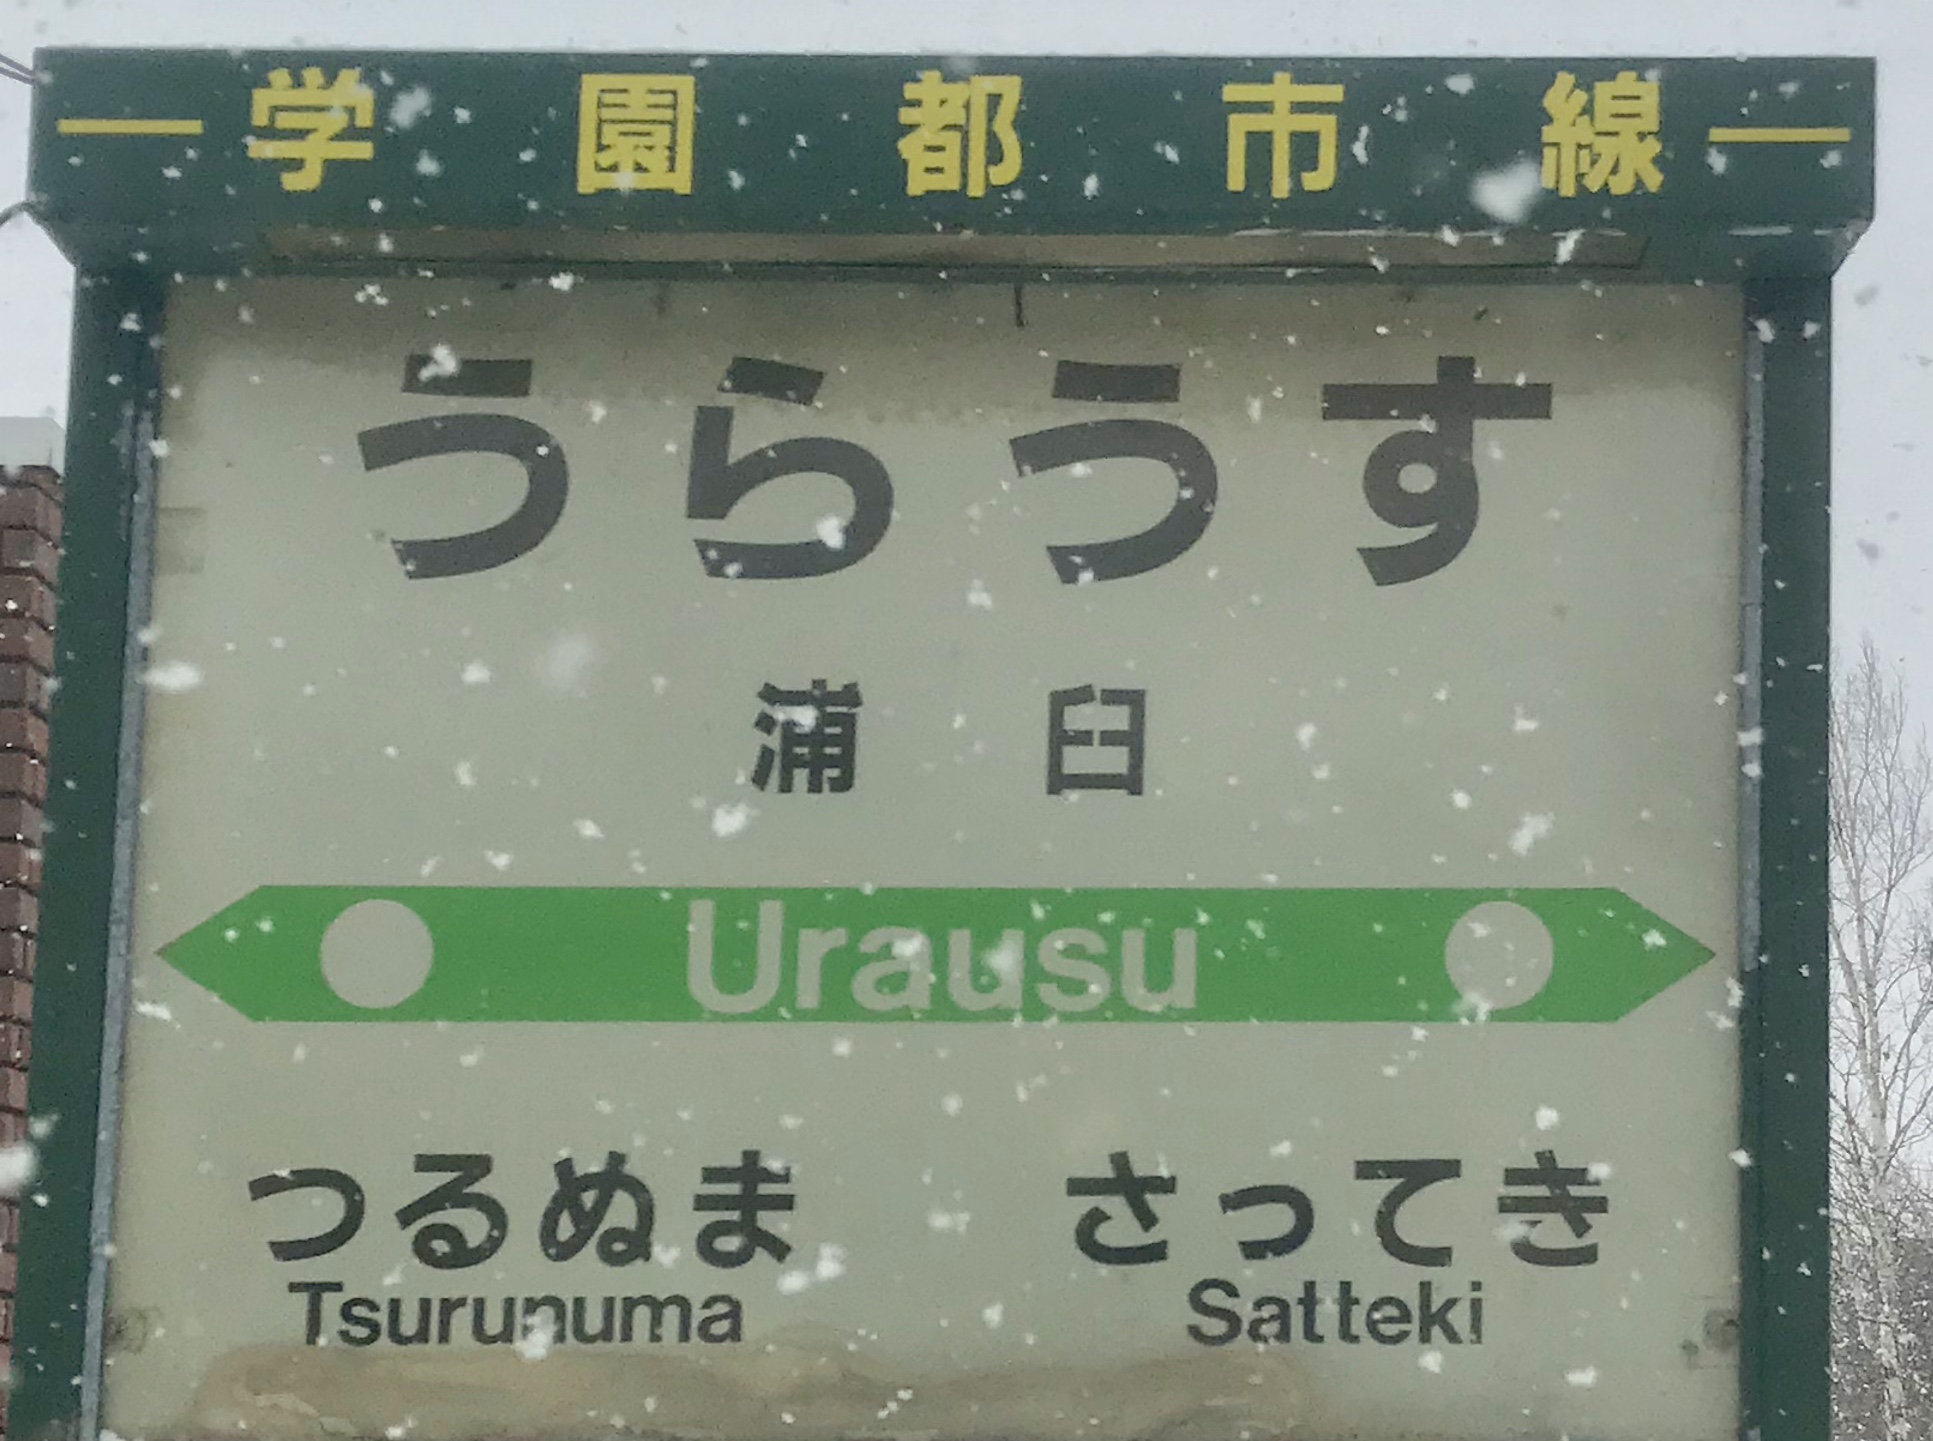 学園都市線
うらうす
浦臼
Urausu
つるぬま さってき
Tsurunuma Satteki